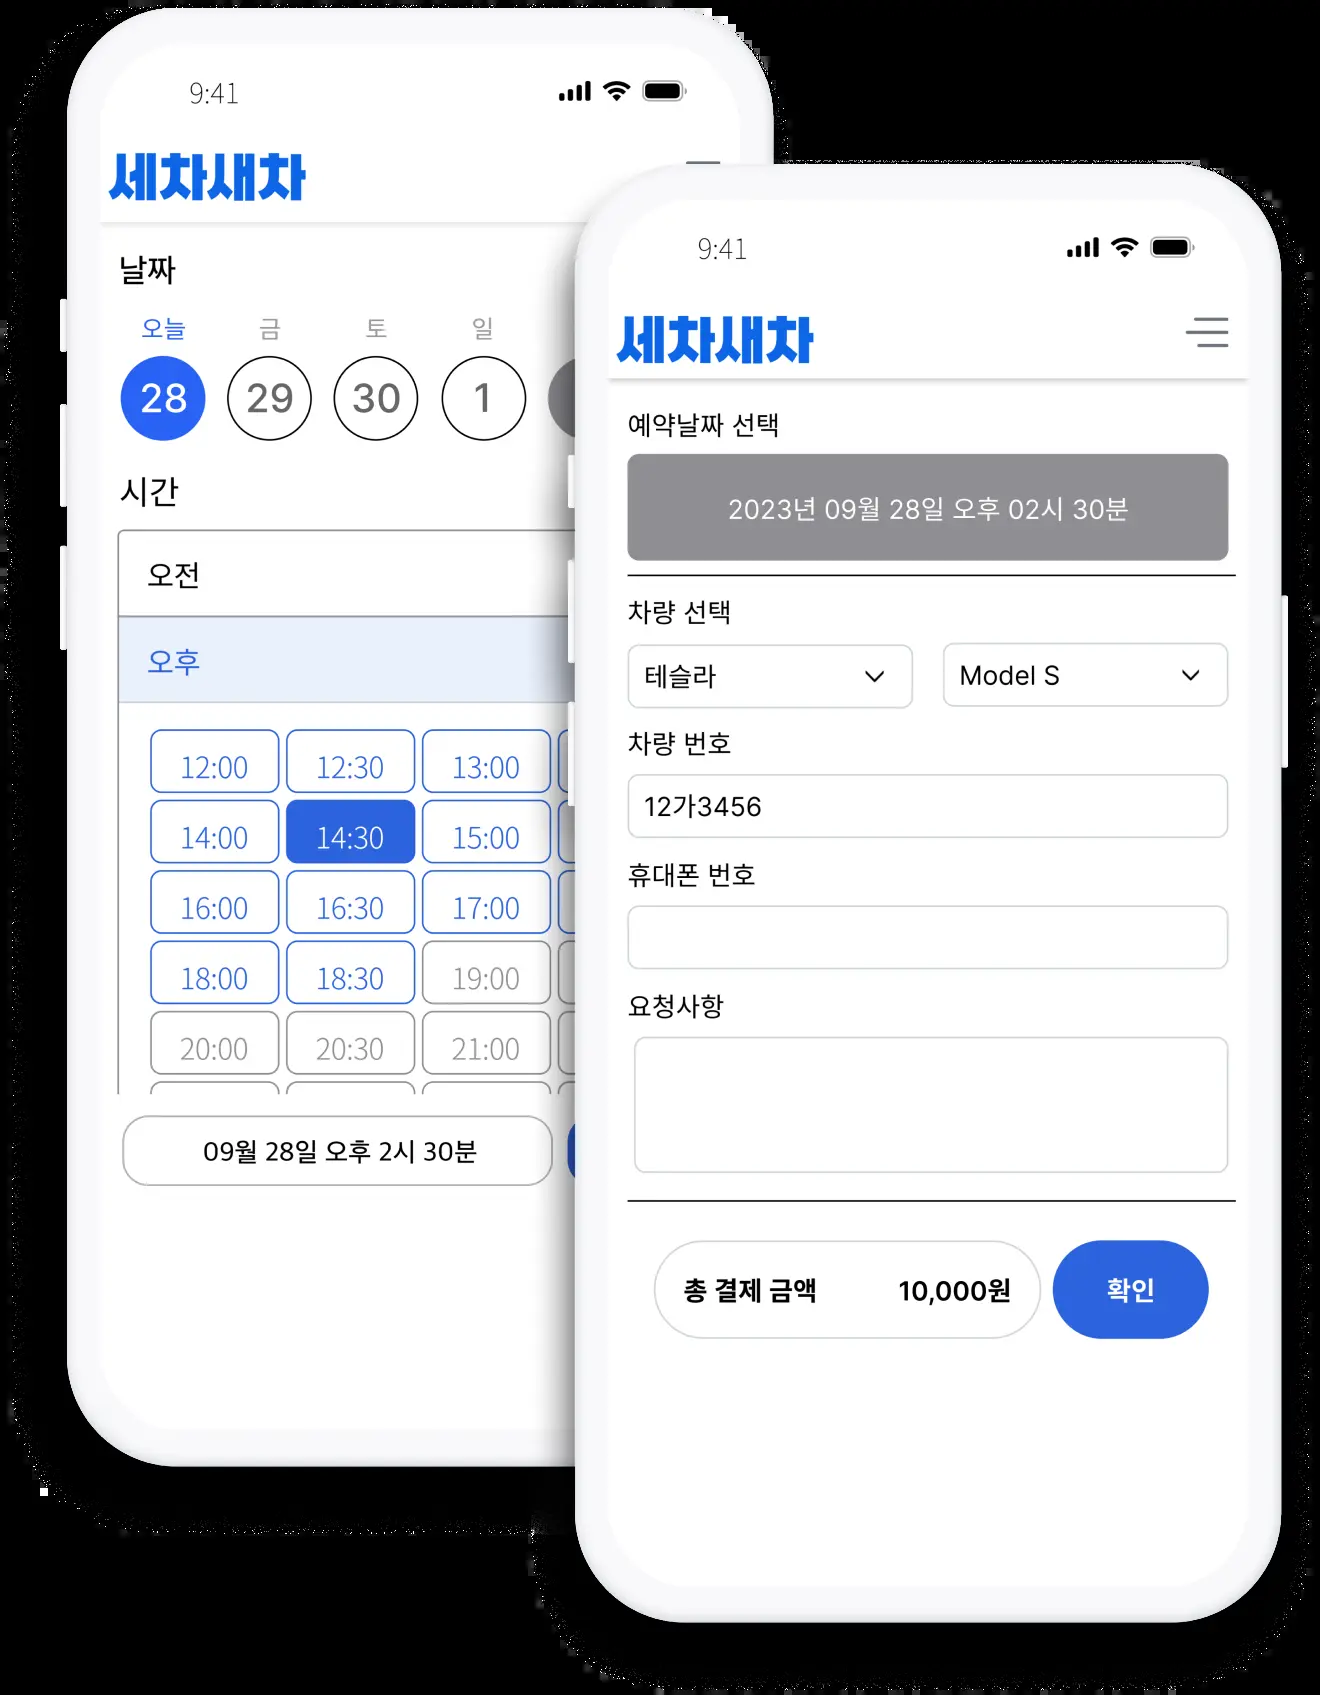 9:41
세차새차
날짜
오늘 금 토 일
28 29 30 1
시간
오전
오후
12:00 12:30 13:00
14:00 14:30 15:00
16:00 16:30 17:00
18:00 18:30 19:00
20:00 20:30 21:00
09월 28일 오후 2시 30분
9:41
세차새차
예약날짜 선택
2023년 09월 28일 오후 02시 30분
차량 선택
테슬라 Model S
차량 번호
12가3456
휴대폰 번호
요청사항
총 결제 금액 10,000원 확인